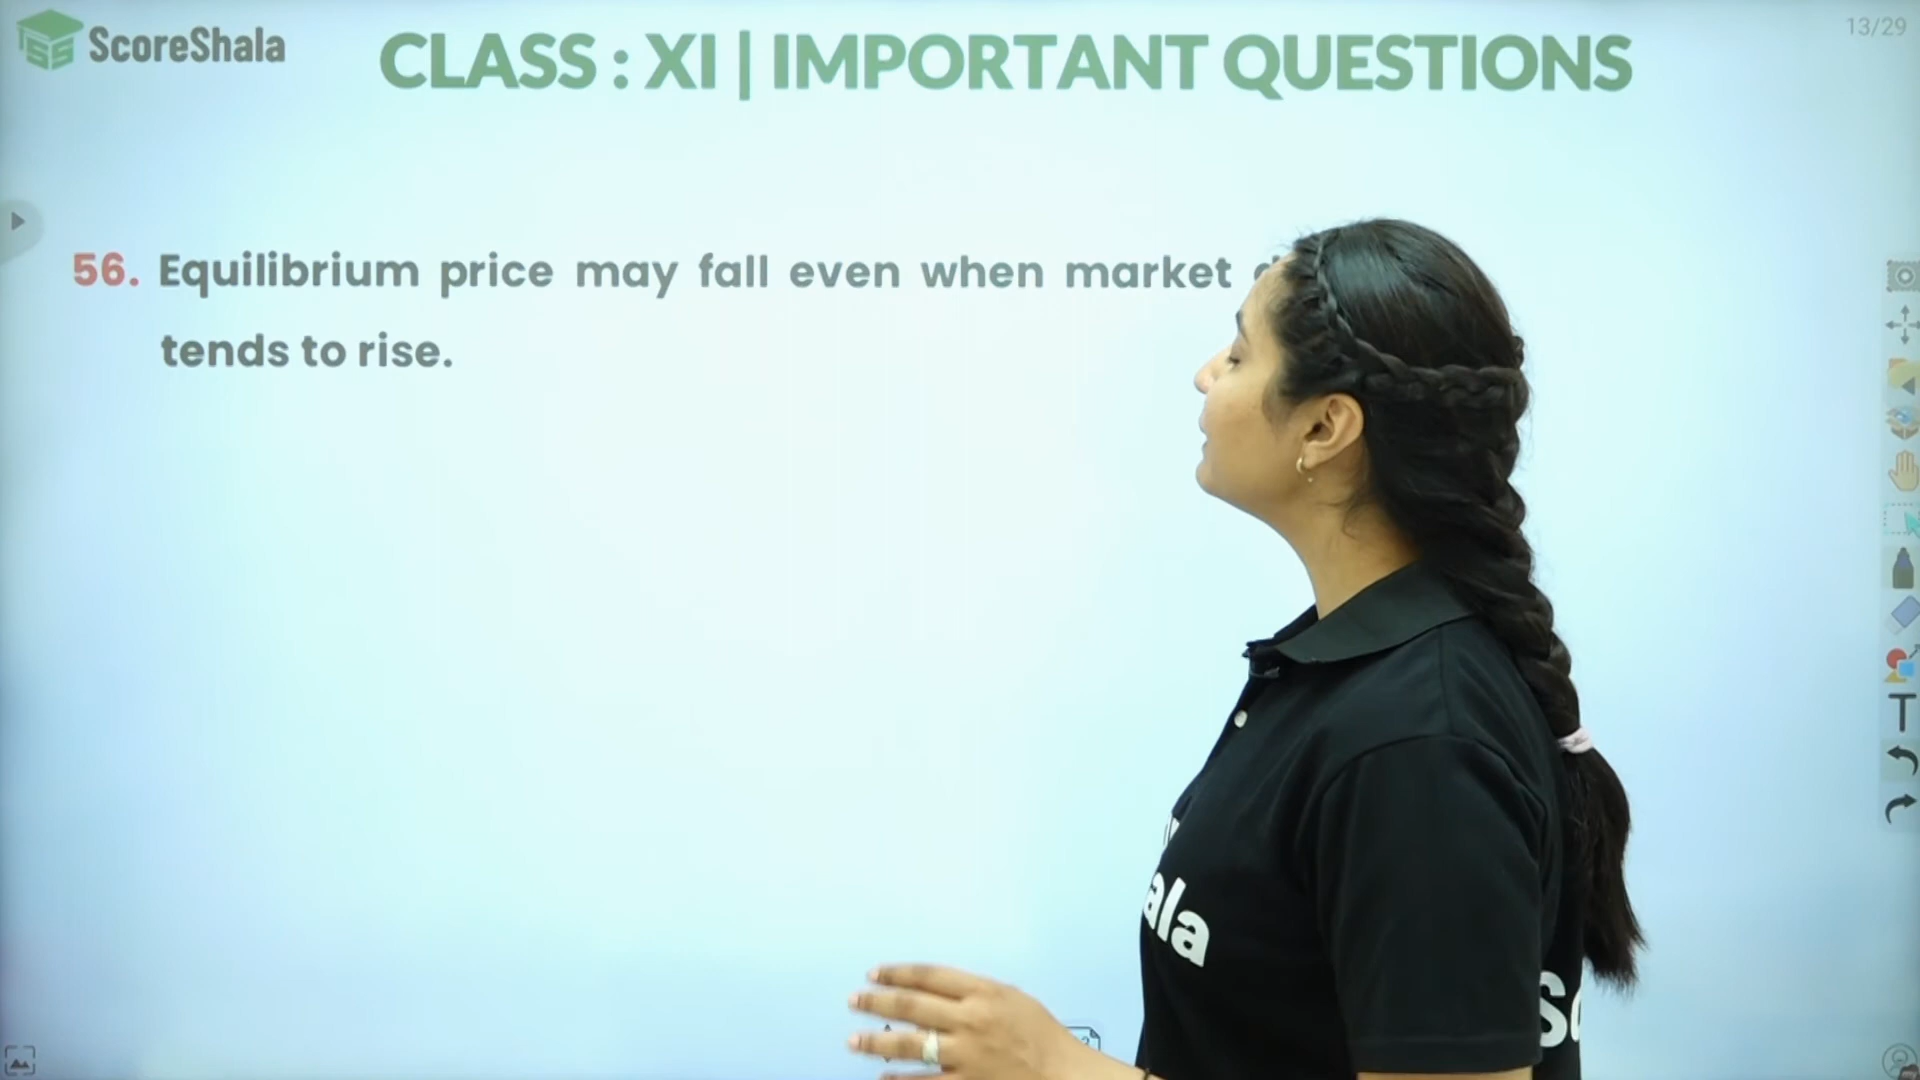 ScoreShala
CLASS : XI | IMPORTANT QUESTIONS
13/29
56. Equilibrium price may fall even when market
tends to rise.
ala